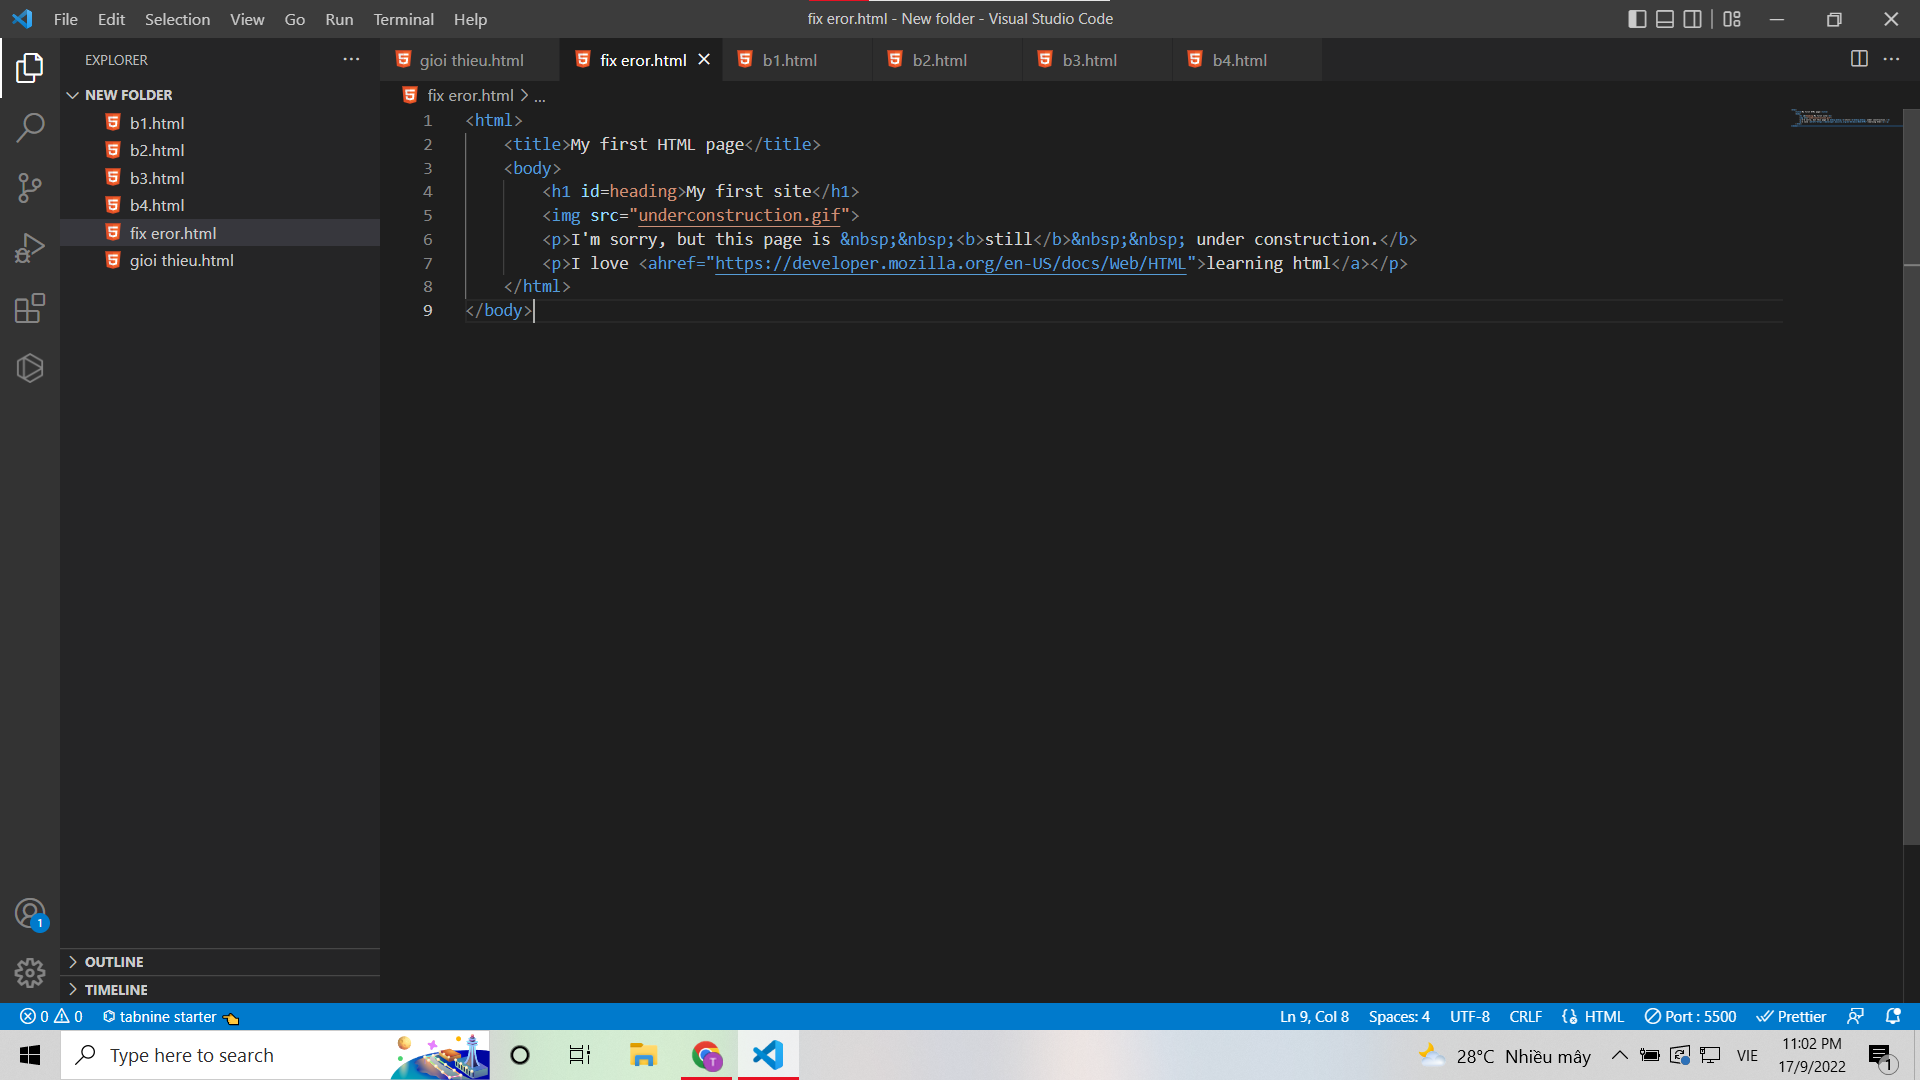 File Edit Selection View Go Run Terminal Help
fix eror.html - New folder - Visual Studio Code
EXPLORER
gioi thieu.html
fix eror.html
b1.html
b2.html
b3.html
b4.html
NEW FOLDER
b1.html
b2.html
b3.html
b4.html
fix eror.html
gioi thieu.html
fix eror.html > ...
1 <html>
2 <title>My first HTML page</title>
3 <body>
4 <h1 id=heading>My first site</h1>
5 <img src="underconstruction.gif">
6 <p>I'm sorry, but this page is &nbsp;&nbsp;<b>still</b>&nbsp;&nbsp; under construction.</b>
7 <p>I love <ahref="https://developer.mozilla.org/en-US/docs/Web/HTML">learning html</a></p>
8 </html>
9 </body>
1
OUTLINE
TIMELINE
0 0 tabnine starter
Ln 9, Col 8 Spaces: 4 UTF-8 CRLF HTML Port : 5500 Prettier
Type here to search
T
28°C Nhiều mây
VIE
11:02 PM
17/9/2022
1